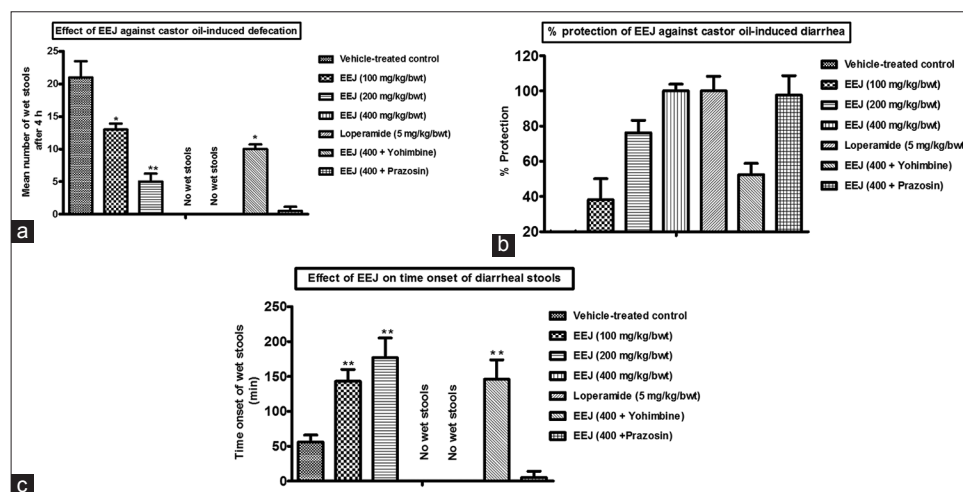 Effect of EEJ against castor oil-induced defecation
25
20
15
10
5
0
Mean number of wet stools
after 4 h
*
**
No wet stools
No wet stools
*
Vehicle-treated control
EEJ (100 mg/kg/bwt)
EEJ (200 mg/kg/bwt)
EEJ (400 mg/kg/bwt)
Loperamide (5 mg/kg/bwt)
EEJ (400 + Yohimbine)
EEJ (400 + Prazosin)
a
% protection of EEJ against castor oil-induced diarrhea
120
100
80
60
40
20
% Protection
Vehicle-treated control
EEJ (100 mg/kg/bwt)
EEJ (200 mg/kg/bwt)
EEJ (400 mg/kg/bwt)
Loperamide (5 mg/kg/bwt)
EEJ (400 + Yohimbine)
EEJ (400 + Prazosin)
b
Effect of EEJ on time onset of diarrheal stools
250
200
150
100
50
0
Time onset of wet stools
(min)
**
**
No wet stools
No wet stools
**
Vehicle-treated control
EEJ (100 mg/kg/bwt)
EEJ (200 mg/kg/bwt)
EEJ (400 mg/kg/bwt)
Loperamide (5 mg/kg/bwt)
EEJ (400 + Yohimbine)
EEJ (400 +Prazosin)
c